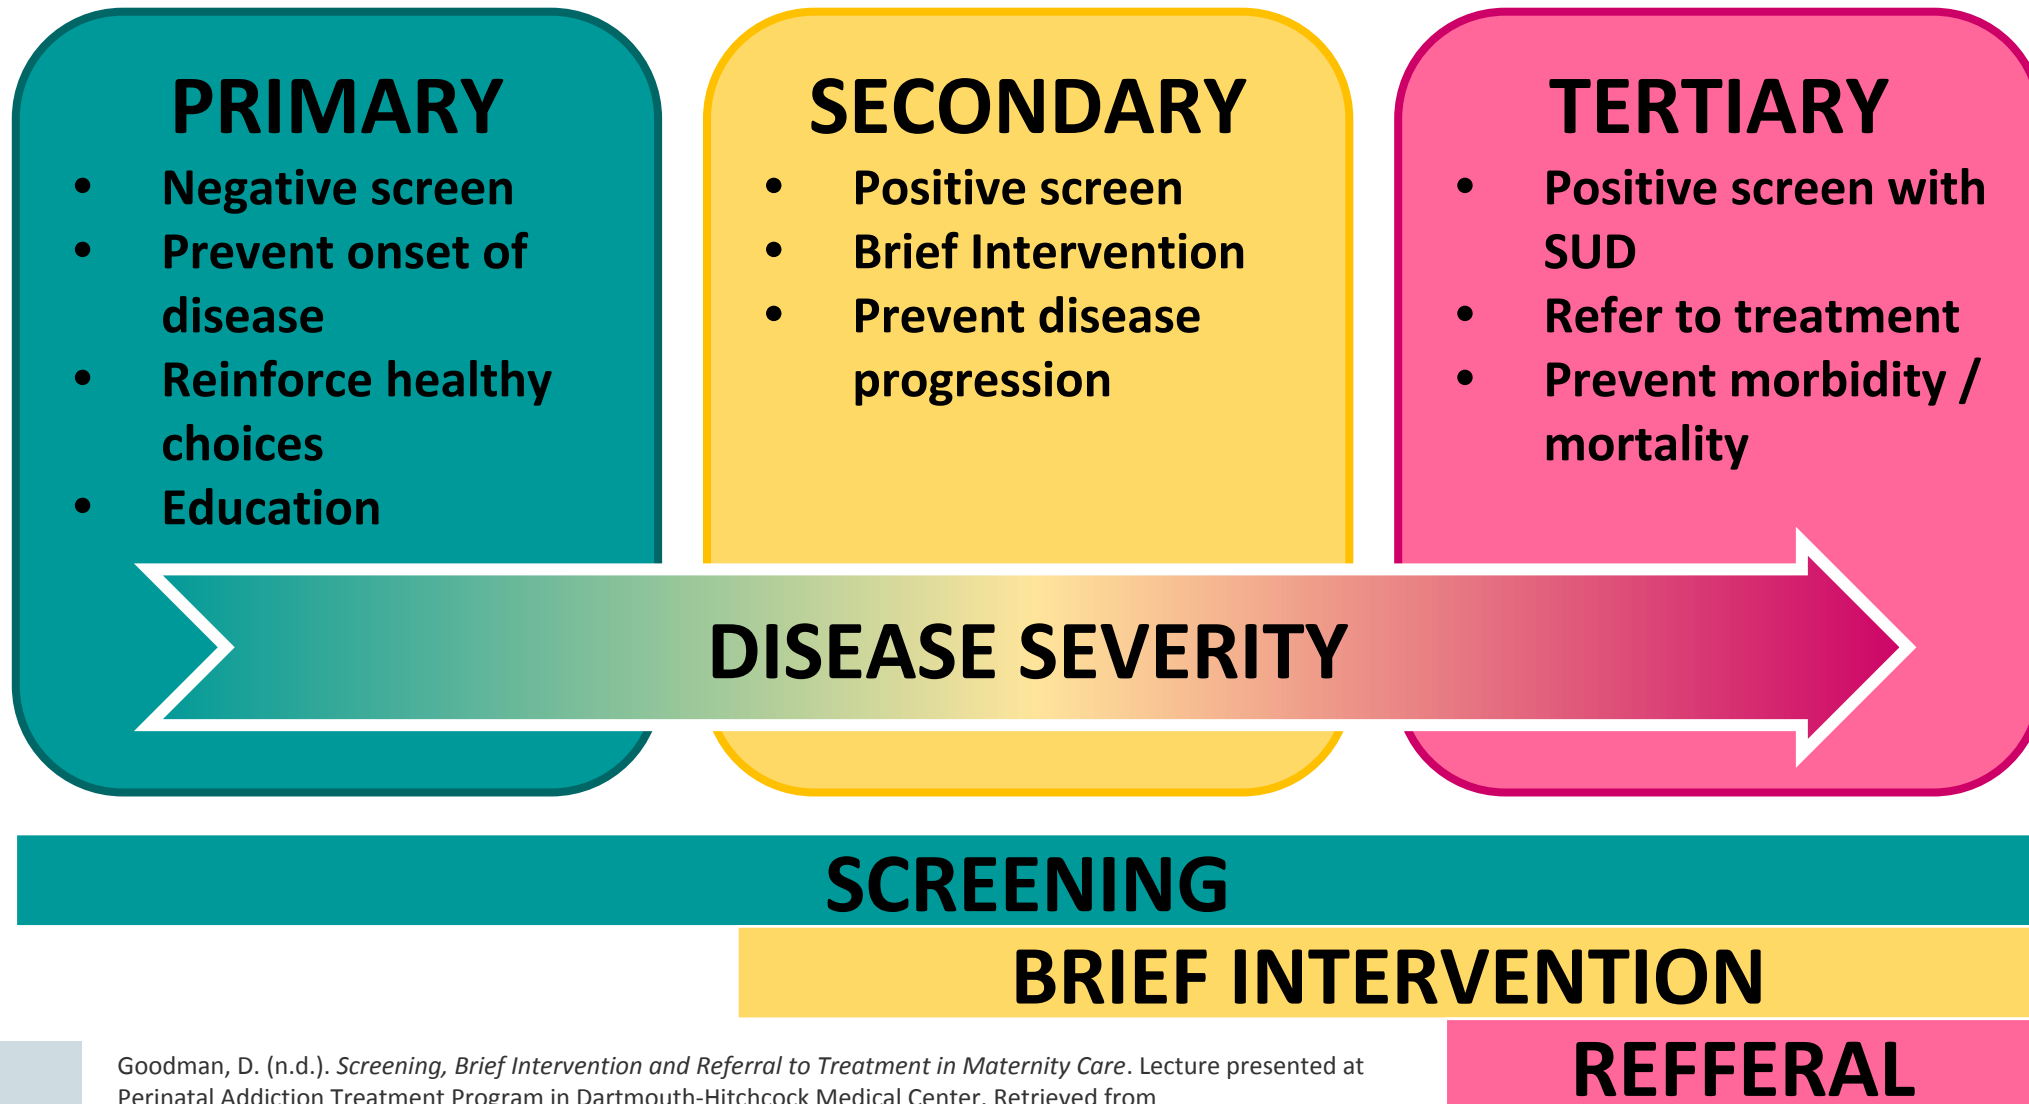 PRIMARY
• Negative screen
• Prevent onset of
disease
• Reinforce healthy
choices
• Education
SECONDARY
• Positive screen
• Brief Intervention
• Prevent disease
progression
TERTIARY
• Positive screen with
SUD
• Refer to treatment
• Prevent morbidity /
mortality
DISEASE SEVERITY
SCREENING
BRIEF INTERVENTION
REFFERAL
Goodman, D. (n.d.). Screening, Brief Intervention and Referral to Treatment in Maternity Care. Lecture presented at
Perinatal Addiction Treatment Program in Dartmouth-Hitchcock Medical Center. Retrieved from